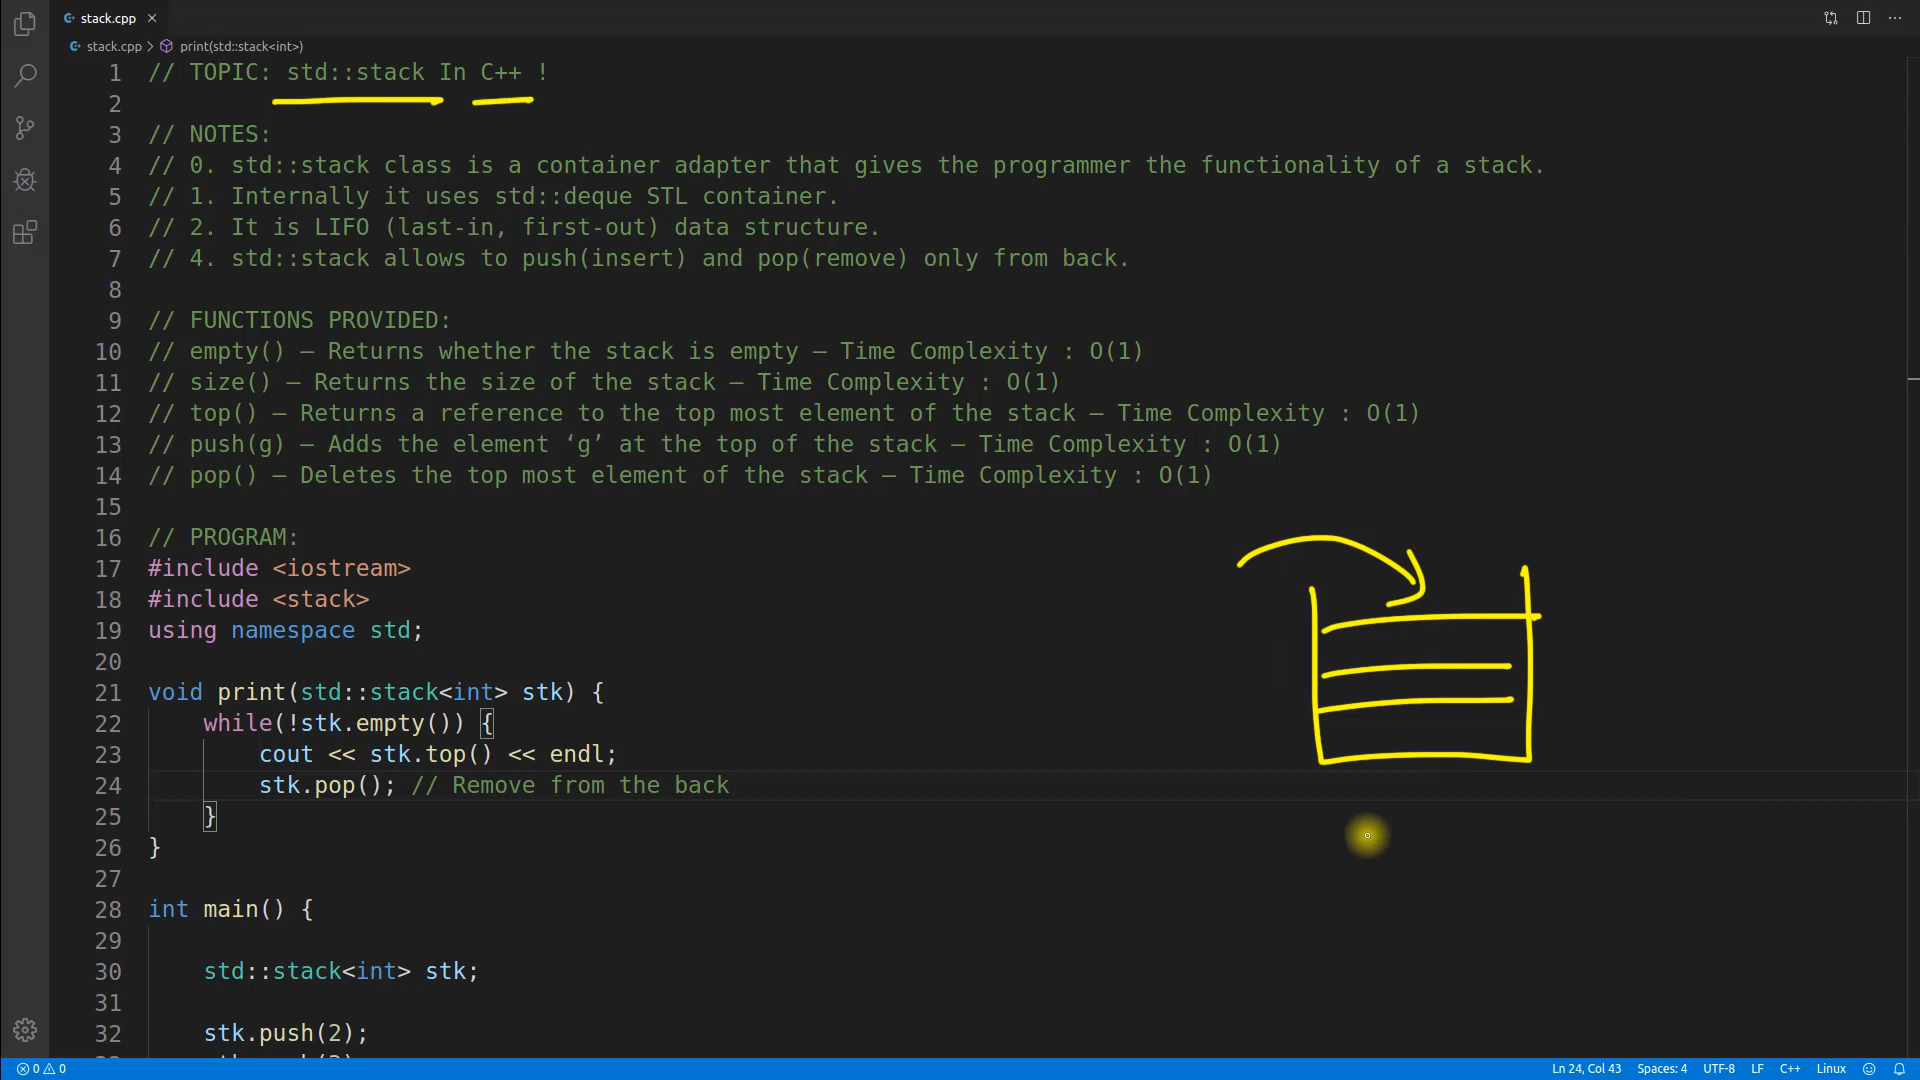 stack.cpp
stack.cpp > print(std::stack<int>)
1 // TOPIC: std::stack In C++ !
2
3 // NOTES:
4 // 0. std::stack class is a container adapter that gives the programmer the functionality of a stack.
5 // 1. Internally it uses std::deque STL container.
6 // 2. It is LIFO (last-in, first-out) data structure.
7 // 4. std::stack allows to push(insert) and pop(remove) only from back.
8
9 // FUNCTIONS PROVIDED:
10 // empty() – Returns whether the stack is empty – Time Complexity : O(1)
11 // size() – Returns the size of the stack – Time Complexity : O(1)
12 // top() – Returns a reference to the top most element of the stack – Time Complexity : O(1)
13 // push(g) – Adds the element ‘g’ at the top of the stack – Time Complexity : O(1)
14 // pop() – Deletes the top most element of the stack – Time Complexity : O(1)
15
16 // PROGRAM:
17 #include <iostream>
18 #include <stack>
19 using namespace std;
20
21 void print(std::stack<int> stk) {
22     while(!stk.empty()) {
23         cout << stk.top() << endl;
24         stk.pop(); // Remove from the back
25     }
26 }
27
28 int main() {
29
30     std::stack<int> stk;
31
32     stk.push(2);
0 0 Ln 24, Col 43 Spaces: 4 UTF-8 LF C++ Linux